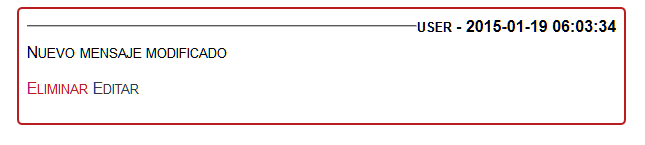 USER - 2015-01-19 06:03:34
NUEVO MENSAJE MODIFICADO
ELIMINAR EDITAR